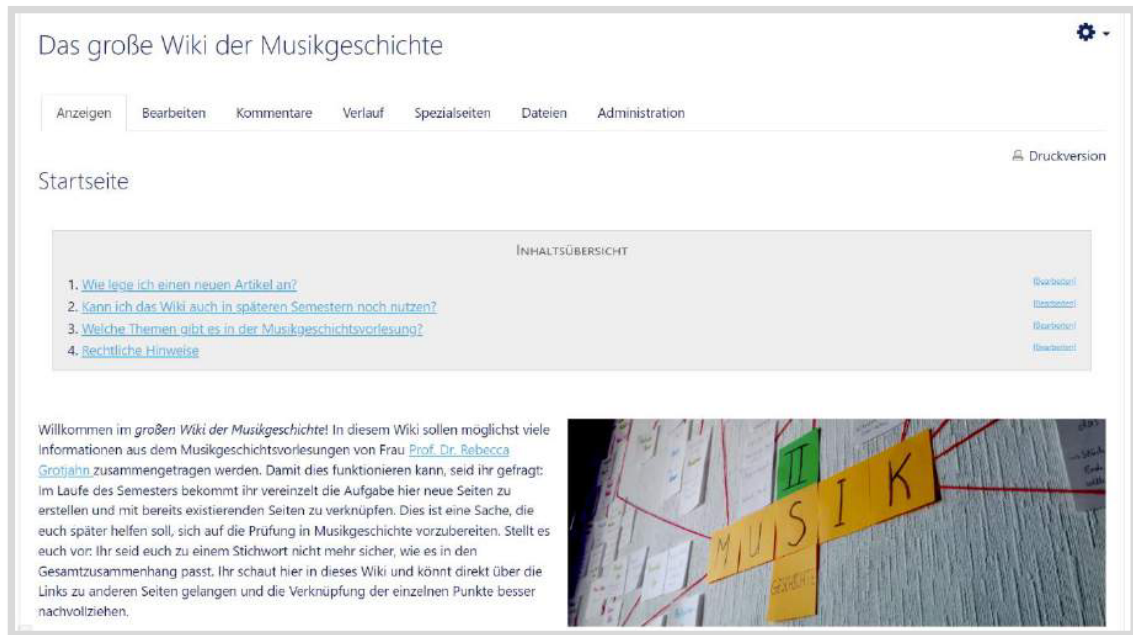 Das große Wiki der Musikgeschichte
Anzeigen Bearbeiten Kommentare Verlauf Spezialseiten Dateien Administration
Druckversion
Startseite
Inhaltsübersicht
1. Wie lege ich einen neuen Artikel an? [Bearbeiten]
2. Kann ich das Wiki auch in späteren Semestern noch nutzen? [Bearbeiten]
3. Welche Themen gibt es in der Musikgeschichtsvorlesung? [Bearbeiten]
4. Rechtliche Hinweise [Bearbeiten]
Willkommen im großen Wiki der Musikgeschichte! In diesem Wiki sollen möglichst viele
Informationen aus dem Musikgeschichtsvorlesungen von Frau Prof. Dr. Rebecca
Grotjahn zusammengetragen werden. Damit dies funktionieren kann, seid ihr gefragt:
Im Laufe des Semesters bekommt ihr vereinzelt die Aufgabe hier neue Seiten zu
erstellen und mit bereits existierenden Seiten zu verknüpfen. Dies ist eine Sache, die
euch später helfen soll, sich auf die Prüfung in Musikgeschichte vorzubereiten. Stellt es
euch vor: Ihr seid euch zu einem Stichwort nicht mehr sicher, wie es in den
Gesamtzusammenhang passt. Ihr schaut hier in dieses Wiki und könnt direkt über die
Links zu anderen Seiten gelangen und die Verknüpfung der einzelnen Punkte besser
nachvollziehen.
II
MUSIK
GESCHICHTE